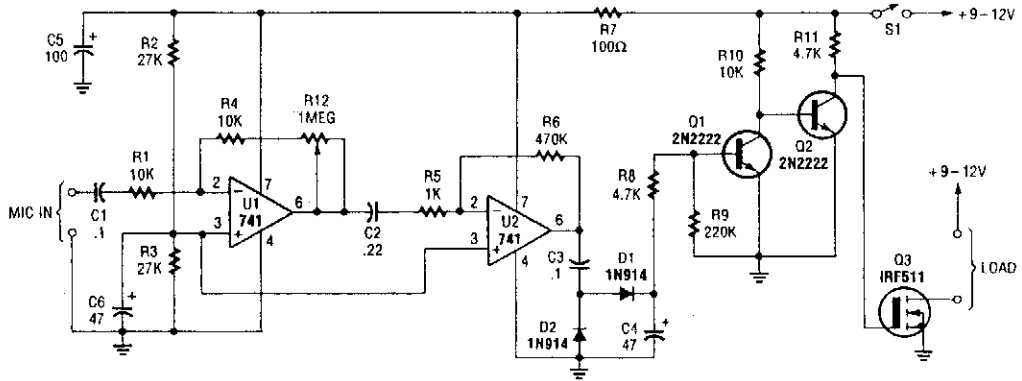 C5
100
+
R2
27K
R4
10K
R12
1MEG
R1
10K
MIC IN
C1
.1
2
3
7
U1
741
6
4
R3
27K
C6
47
+
C2
.22
R5
1K
R6
470K
2
3
7
U2
741
6
4
C3
.1
D1
1N914
D2
1N914
C4
47
+
R7
100Ω
R8
4.7K
R9
220K
Q1
2N2222
R10
10K
R11
4.7K
Q2
2N2222
S1
+9–12V
+9–12V
LOAD
Q3
IRF511